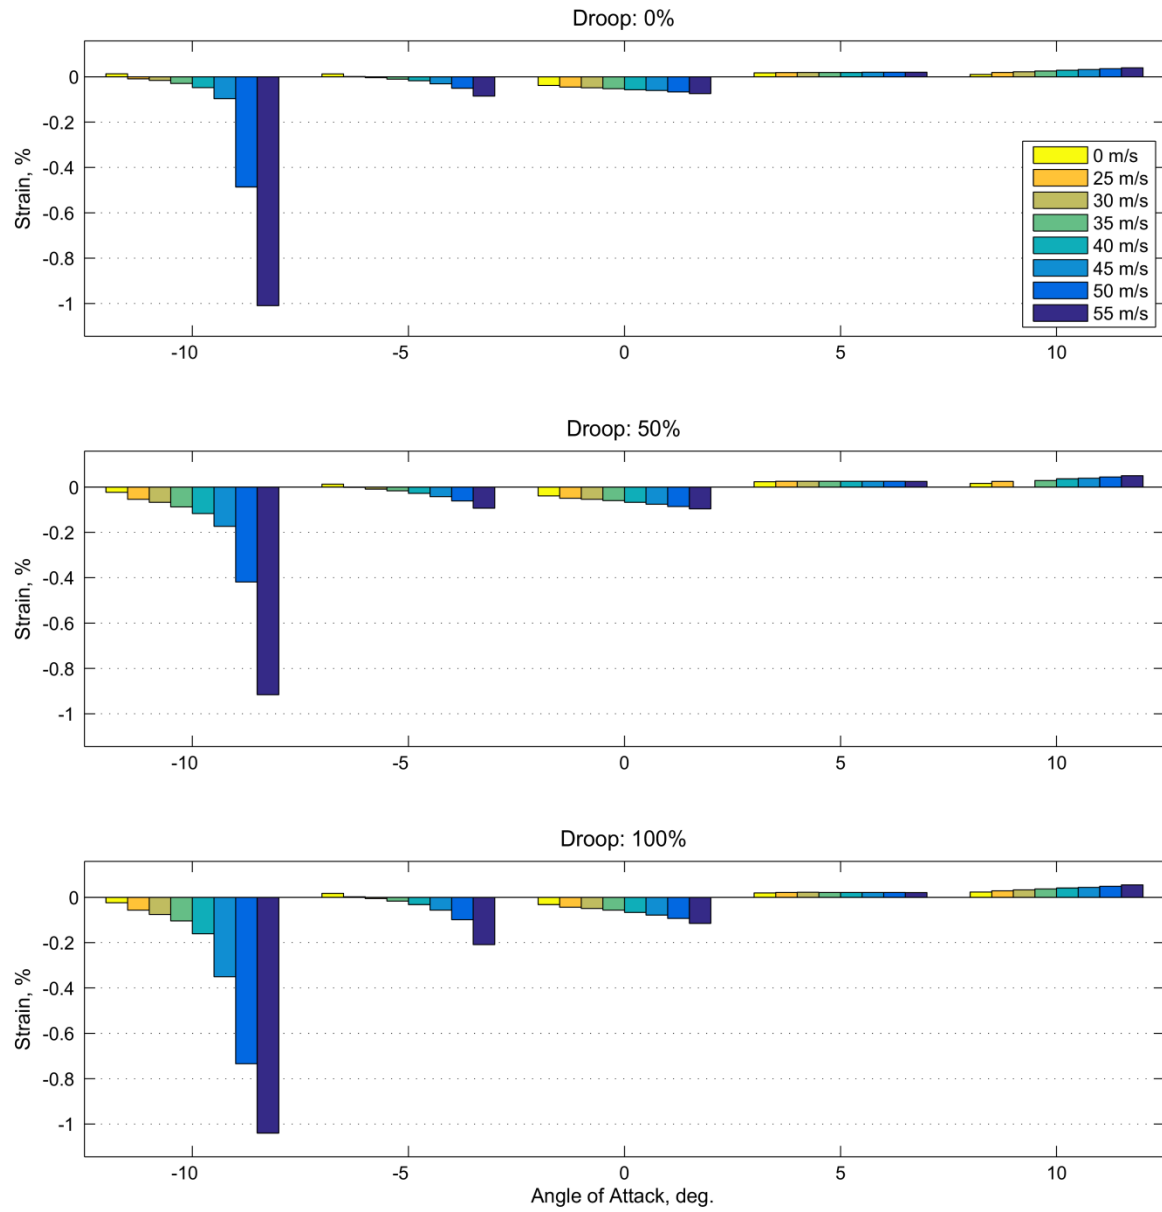 Droop: 0%
Strain, %
0
-0.2
-0.4
-0.6
-0.8
-1
-10 -5 0 5 10
0 m/s
25 m/s
30 m/s
35 m/s
40 m/s
45 m/s
50 m/s
55 m/s
Droop: 50%
Strain, %
0
-0.2
-0.4
-0.6
-0.8
-1
-10 -5 0 5 10
Droop: 100%
Strain, %
0
-0.2
-0.4
-0.6
-0.8
-1
-10 -5 0 5 10
Angle of Attack, deg.